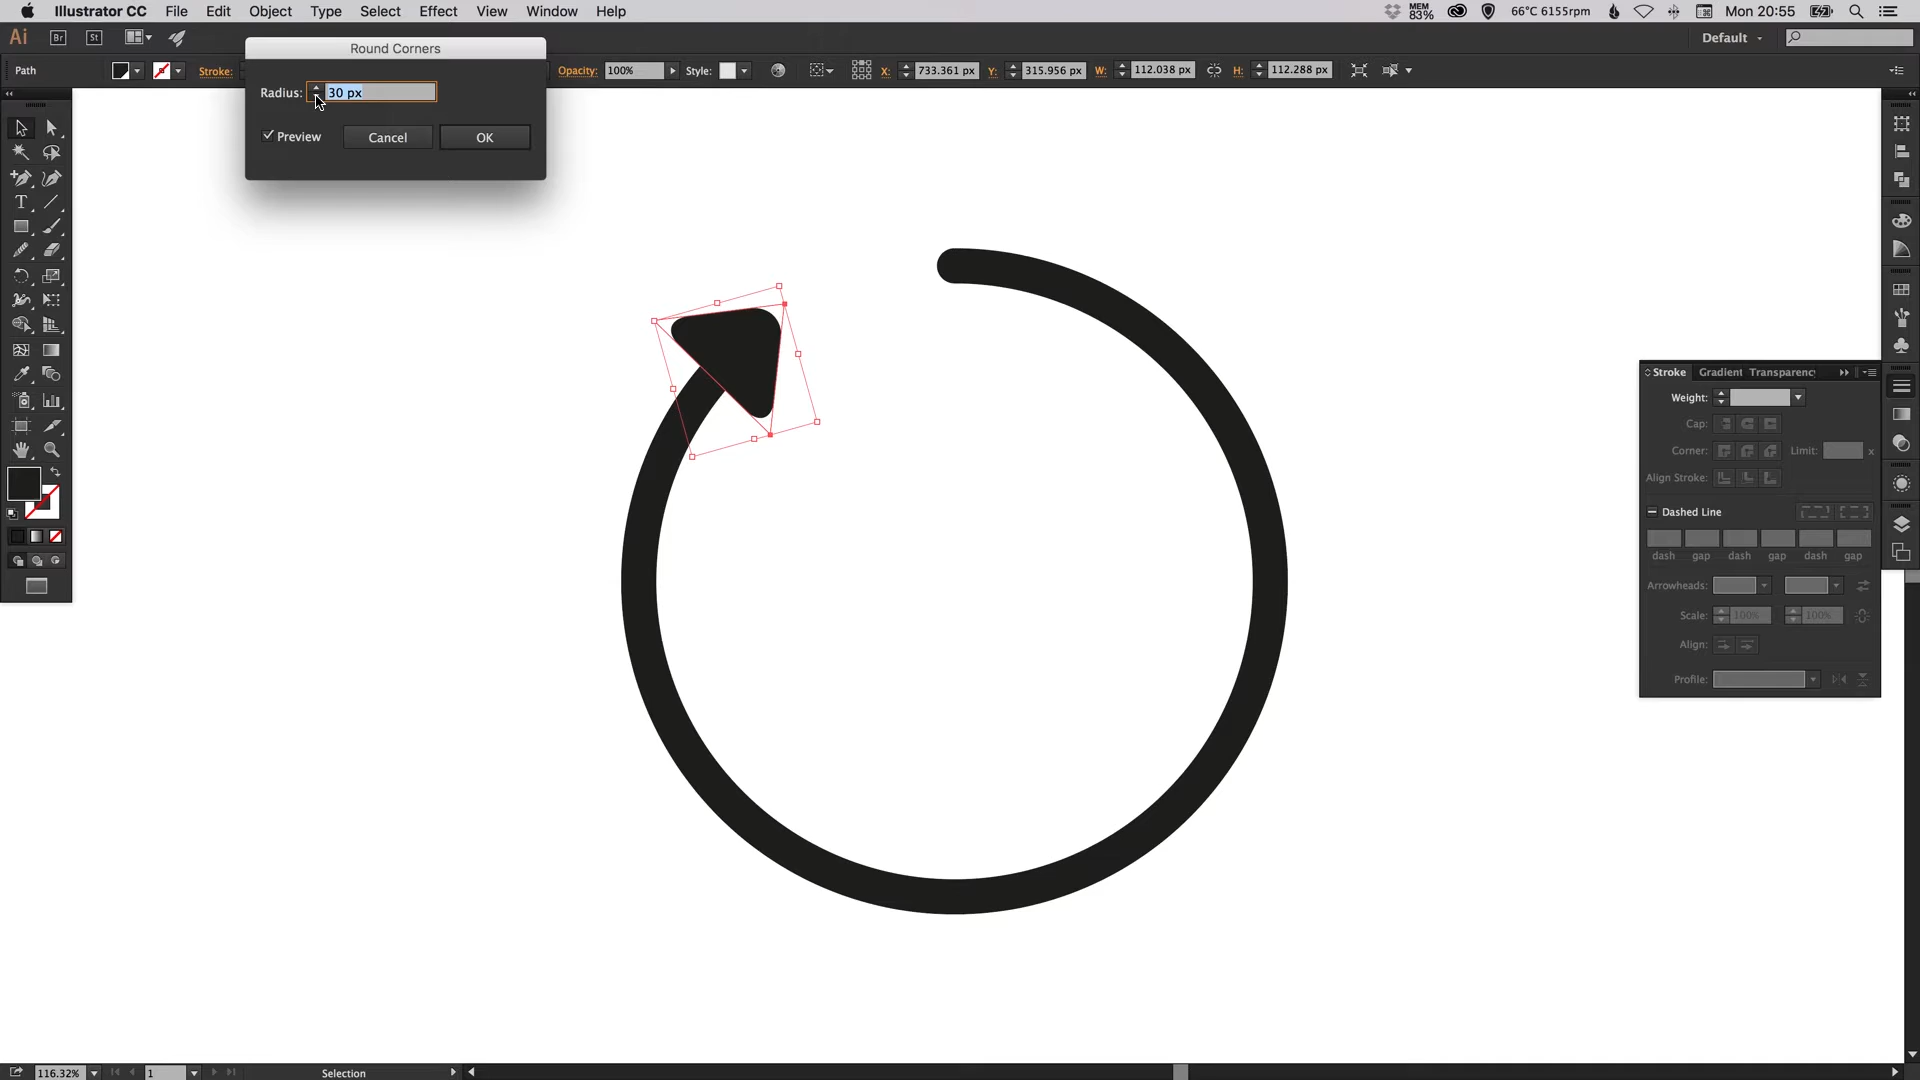 Illustrator CC File Edit Object Type Select Effect View Window Help MEM 83% 66°C 6155rpm Mon 20:55
Ai Br St Default
Round Corners
Path Stroke: Opacity: 100% Style: X: 733.361 px Y: 315.956 px W: 112.038 px H: 112.288 px
Radius: 30 px
Preview Cancel OK
Stroke Gradient Transparenc
Weight:
Cap:
Corner: Limit: x
Align Stroke:
Dashed Line
dash gap dash gap dash gap
Arrowheads:
Scale: 100% 100%
Align:
Profile:
116.32% 1 Selection